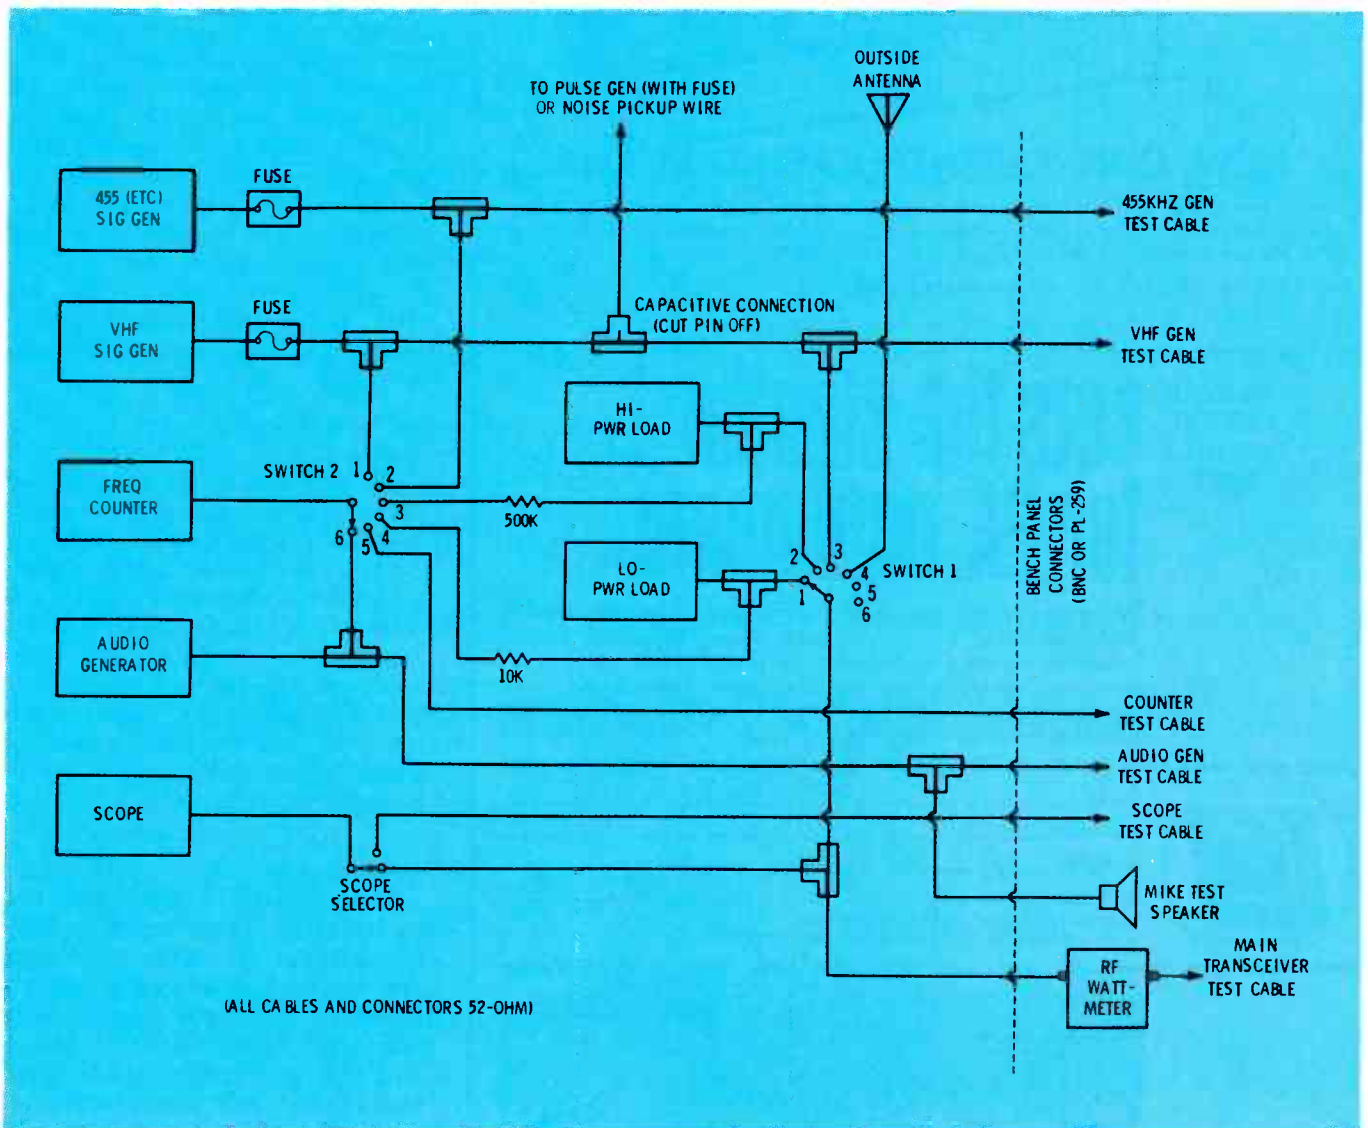 OUTSIDE
ANTENNA
TO PULSE GEN (WITH FUSE)
OR NOISE PICKUP WIRE
455 (ETC)
SIG GEN
FUSE
455KHZ GEN
TEST CABLE
VHF
SIG GEN
FUSE
CAPACITIVE CONNECTION
(CUT PIN OFF)
VHF GEN
TEST CABLE
HI-
PWR LOAD
FREQ
COUNTER
SWITCH 2
1
2
3
4
5
6
500K
LO-
PWR LOAD
1
2
3
4
5
6
SWITCH 1
BENCH PANEL
CONNECTORS
(BNC OR PL-259)
AUDIO
GENERATOR
10K
COUNTER
TEST CABLE
AUDIO GEN
TEST CABLE
SCOPE
SCOPE
TEST CABLE
SCOPE
SELECTOR
MIKE TEST
SPEAKER
RF
WATT-
METER
MAIN
TRANSCEIVER
TEST CABLE
(ALL CABLES AND CONNECTORS 52-OHM)